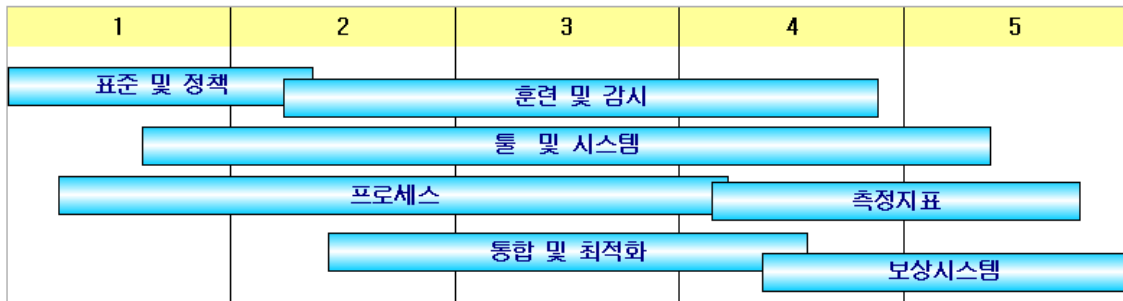 1 2 3 4 5
표준 및 정책
훈련 및 감시
툴 및 시스템
프로세스
측정지표
통합 및 최적화
보상시스템